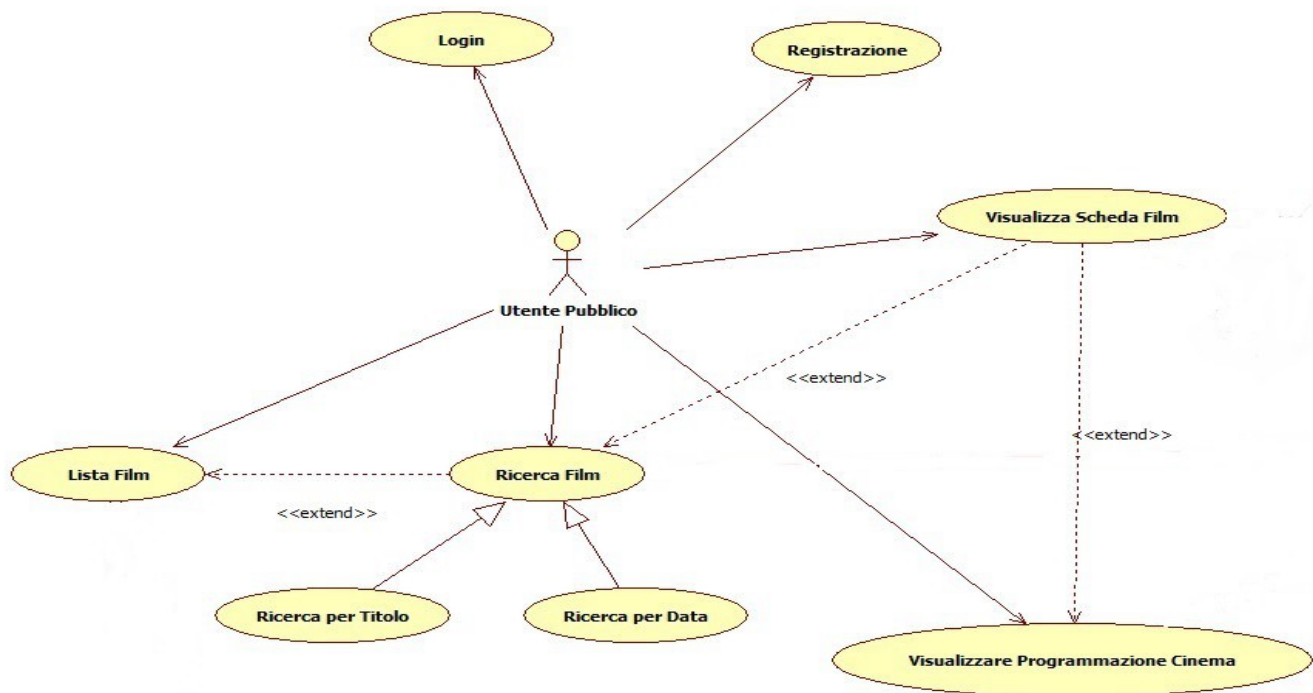 Login
Registrazione
Visualizza Scheda Film
Utente Pubblico
<<extend>>
<<extend>>
Lista Film
Ricerca Film
<<extend>>
Ricerca per Titolo
Ricerca per Data
Visualizzare Programmazione Cinema